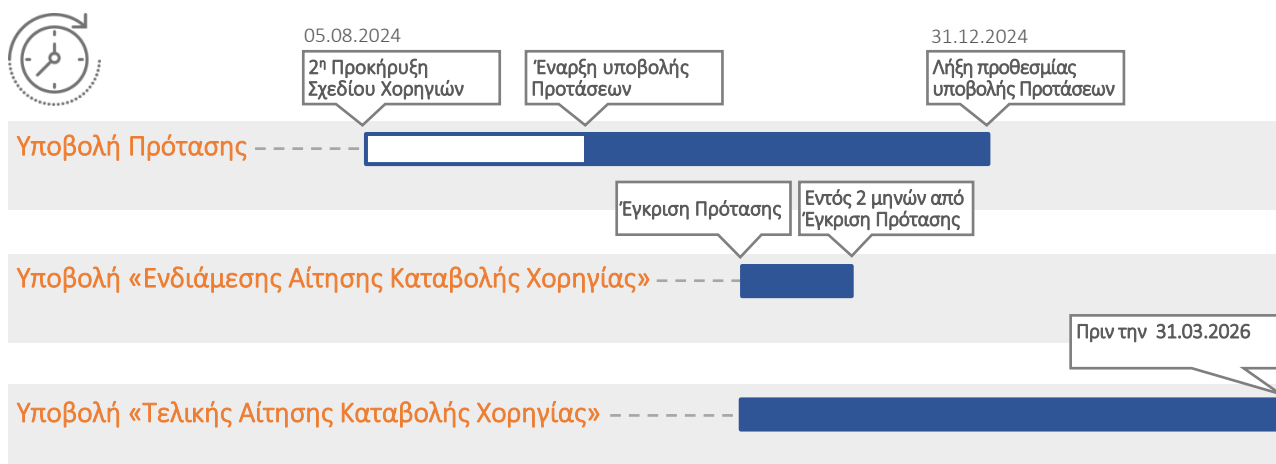 05.08.2024
31.12.2024
2η Προκήρυξη
Σχεδίου Χορηγιών
Έναρξη υποβολής
Προτάσεων
Λήξη προθεσμίας
υποβολής Προτάσεων
Υποβολή Πρότασης
Έγκριση Πρότασης
Εντός 2 μηνών από
Έγκριση Πρότασης
Υποβολή «Ενδιάμεσης Αίτησης Καταβολής Χορηγίας»
Πριν την 31.03.2026
Υποβολή «Τελικής Αίτησης Καταβολής Χορηγίας»